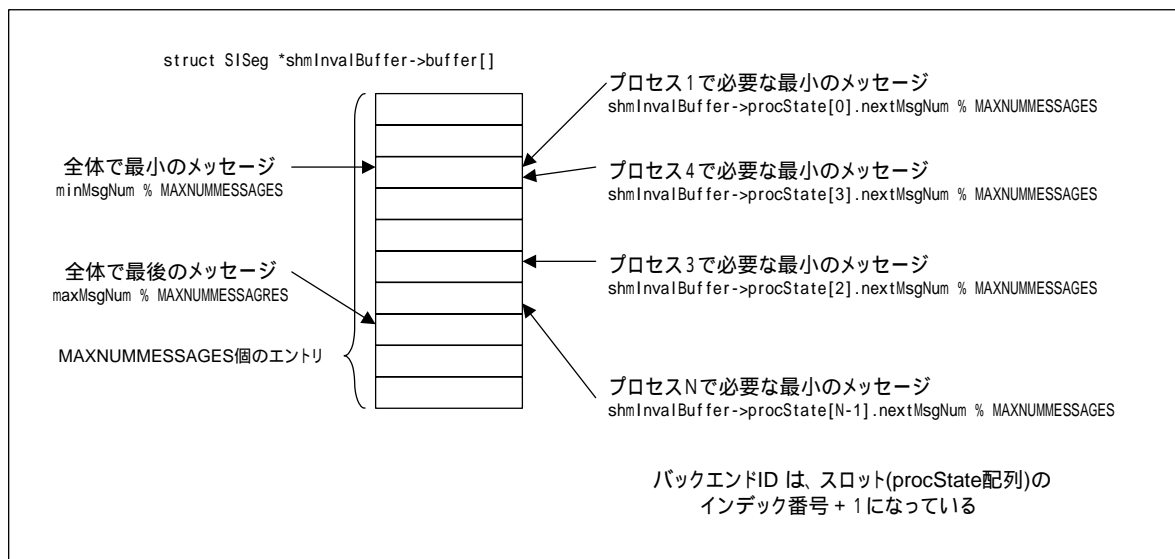 struct SISeg *shmInvalBuffer->buffer[]
全体で最小のメッセージ
minMsgNum % MAXNUMMESSAGES
全体で最後のメッセージ
maxMsgNum % MAXNUMMESSAGRES
MAXNUMMESSAGES個のエントリ
プロセス1で必要な最小のメッセージ
shmInvalBuffer->procState[0].nextMsgNum % MAXNUMMESSAGES
プロセス4で必要な最小のメッセージ
shmInvalBuffer->procState[3].nextMsgNum % MAXNUMMESSAGES
プロセス3で必要な最小のメッセージ
shmInvalBuffer->procState[2].nextMsgNum % MAXNUMMESSAGES
プロセスNで必要な最小のメッセージ
shmInvalBuffer->procState[N-1].nextMsgNum % MAXNUMMESSAGES
バックエンドID は、スロット(procState配列)の
インデック番号 + 1になっている